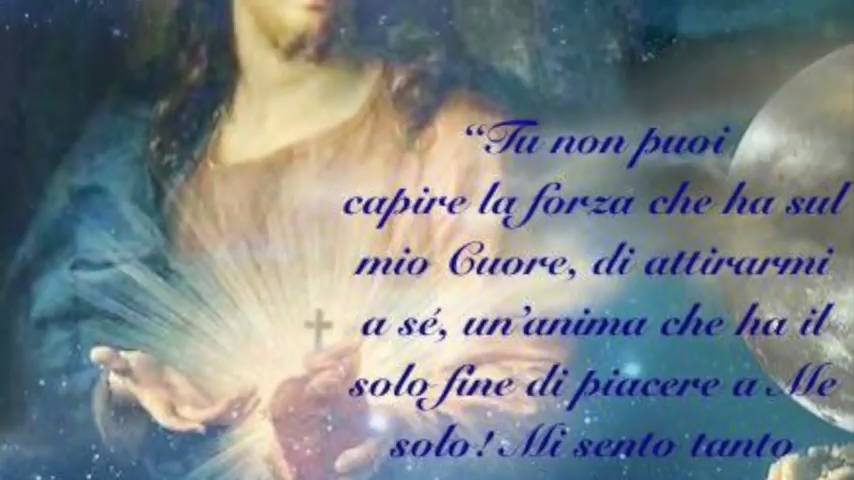 “Tu non puoi
capire la forza che ha sul
mio Cuore, di attirarmi
a sé, un’anima che ha il
solo fine di piacere a Me
solo! Mi sento tanto